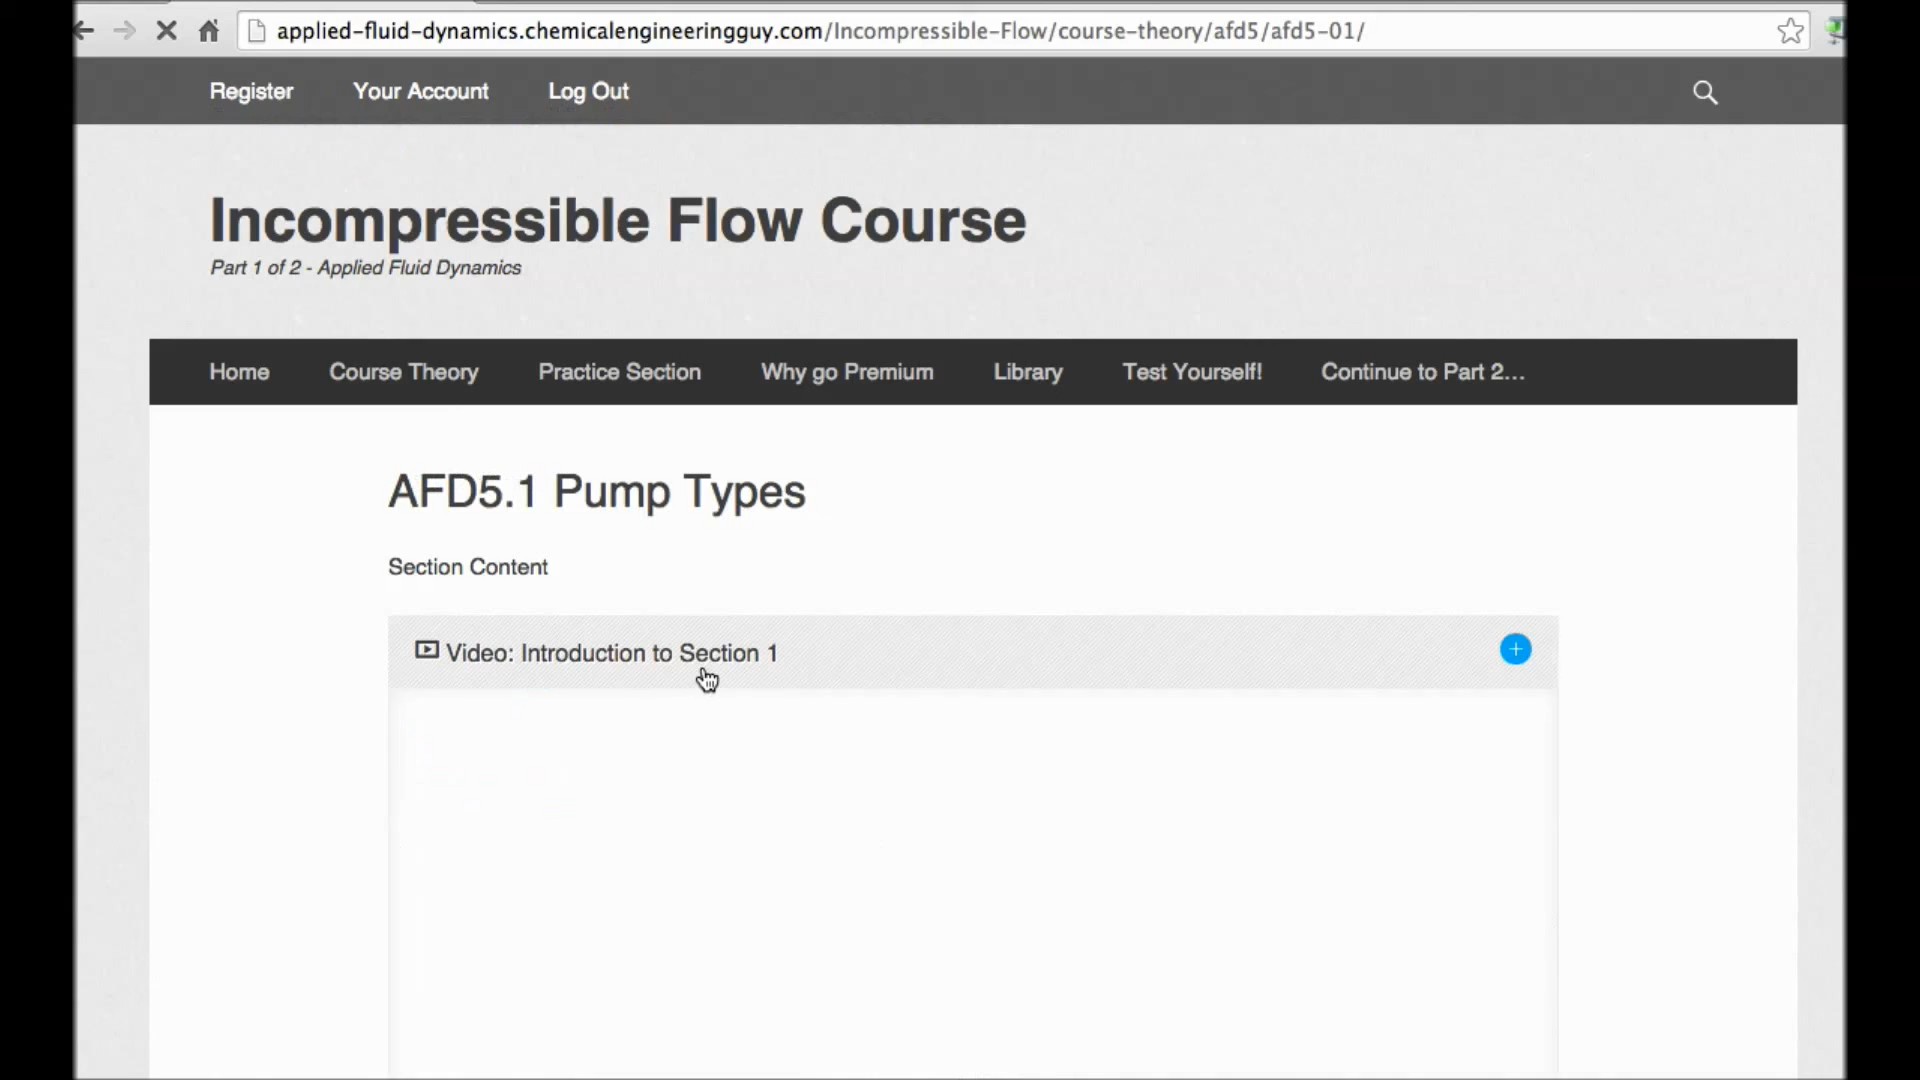 applied-fluid-dynamics.chemicalengineeringguy.com/Incompressible-Flow/course-theory/afd5/afd5-01/
Register Your Account Log Out
Incompressible Flow Course
Part 1 of 2 - Applied Fluid Dynamics
Home Course Theory Practice Section Why go Premium Library Test Yourself! Continue to Part 2...
AFD5.1 Pump Types
Section Content
Video: Introduction to Section 1